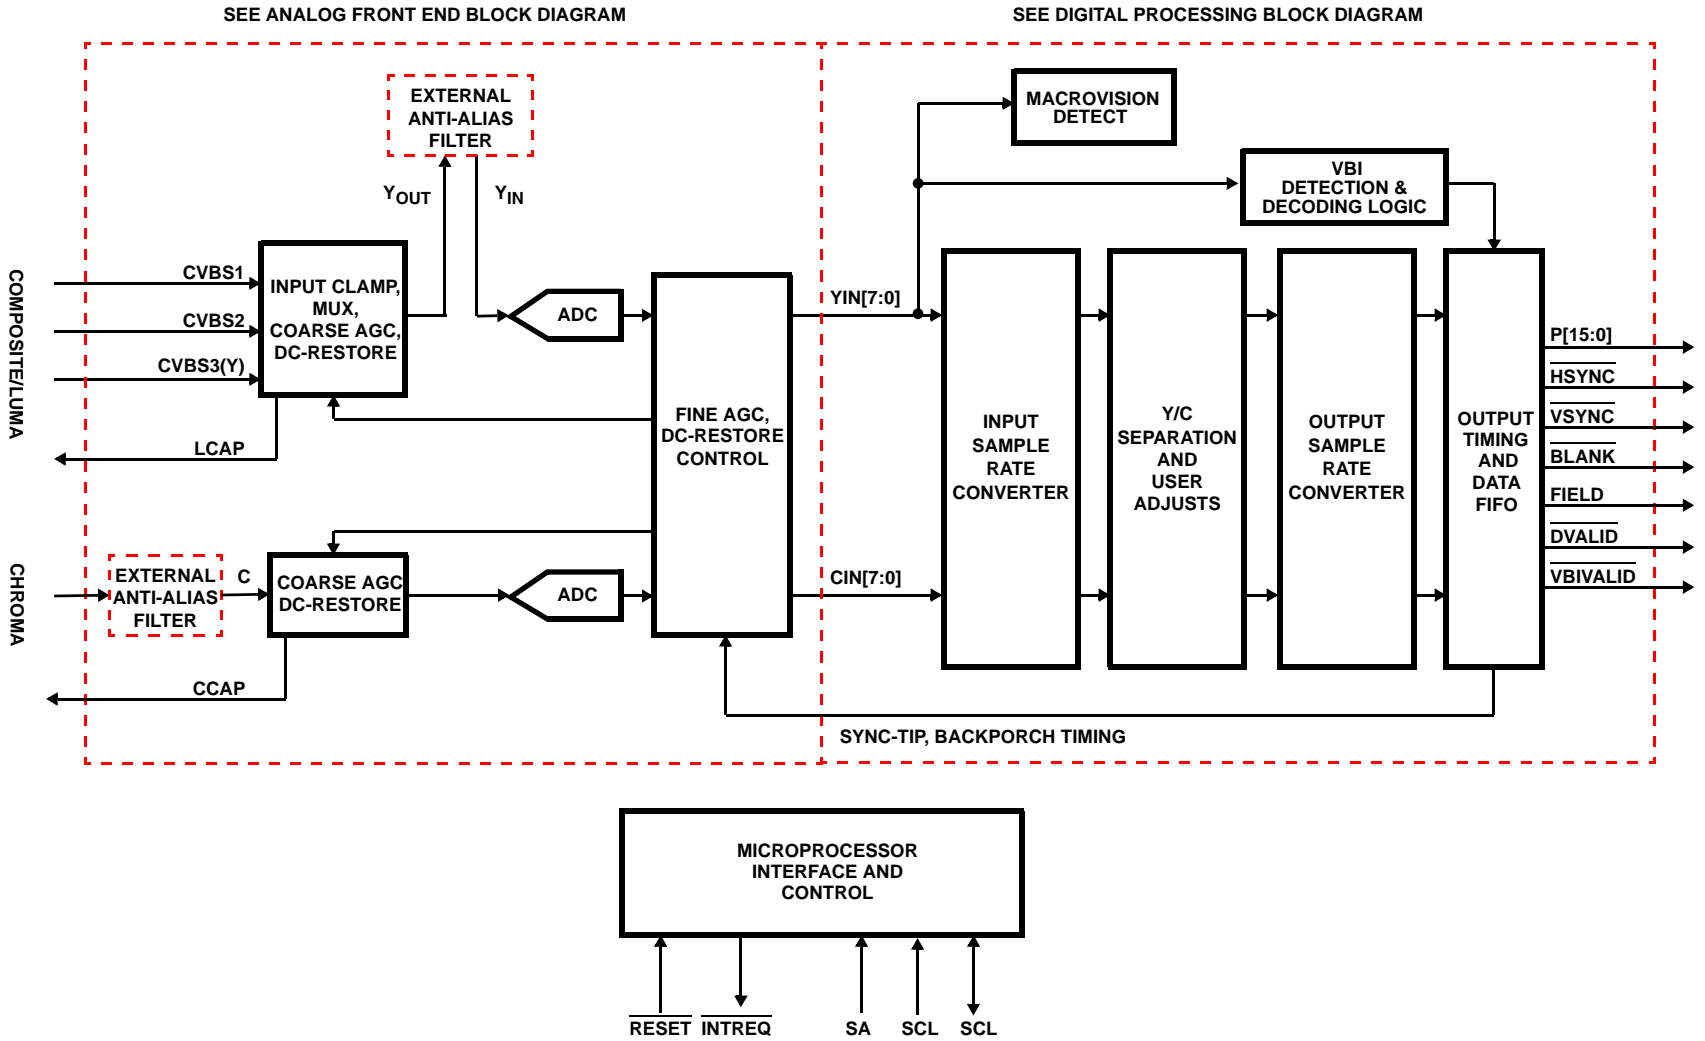 SEE ANALOG FRONT END BLOCK DIAGRAM
SEE DIGITAL PROCESSING BLOCK DIAGRAM
EXTERNAL
ANTI-ALIAS
FILTER
MACROVISION
DETECT
VBI
DETECTION &
DECODING LOGIC
YOUT
YIN
COMPOSITE/LUMA
CVBS1
CVBS2
CVBS3(Y)
LCAP
INPUT CLAMP,
MUX,
COARSE AGC,
DC-RESTORE
ADC
FINE AGC,
DC-RESTORE
CONTROL
YIN[7:0]
CIN[7:0]
INPUT
SAMPLE
RATE
CONVERTER
Y/C
SEPARATION
AND
USER
ADJUSTS
OUTPUT
SAMPLE
RATE
CONVERTER
OUTPUT
TIMING
AND
DATA
FIFO
P[15:0]
HSYNC
VSYNC
BLANK
FIELD
DVALID
VBIVALID
CHROMA
EXTERNAL
ANTI-ALIAS
FILTER
C
COARSE AGC
DC-RESTORE
ADC
CCAP
SYNC-TIP, BACKPORCH TIMING
MICROPROCESSOR
INTERFACE AND
CONTROL
RESET
INTREQ
SA
SCL
SCL